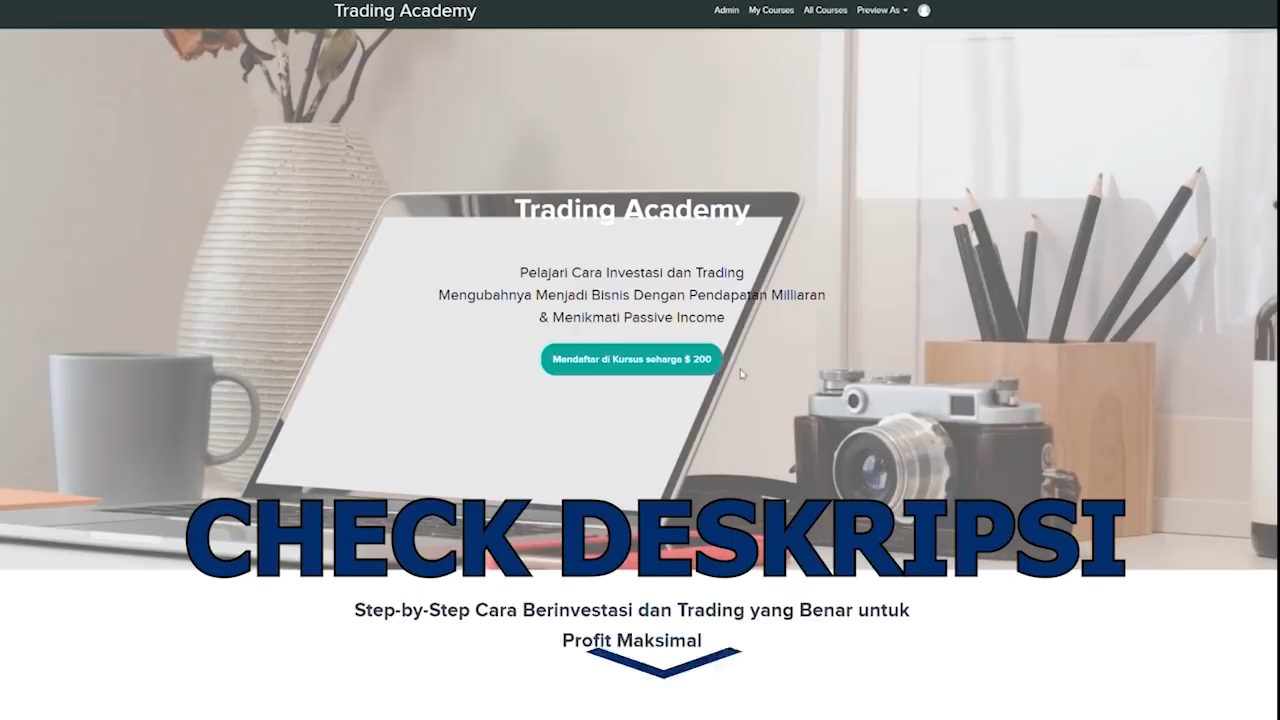 Trading Academy
Admin My Courses All Courses Preview As
Trading Academy
Pelajari Cara Investasi dan Trading
Mengubahnya Menjadi Bisnis Dengan Pendapatan Milliaran
& Menikmati Passive Income
Mendaftar di Kursus seharga $ 200
CHECK DESKRIPSI
Step-by-Step Cara Berinvestasi dan Trading yang Benar untuk
Profit Maksimal